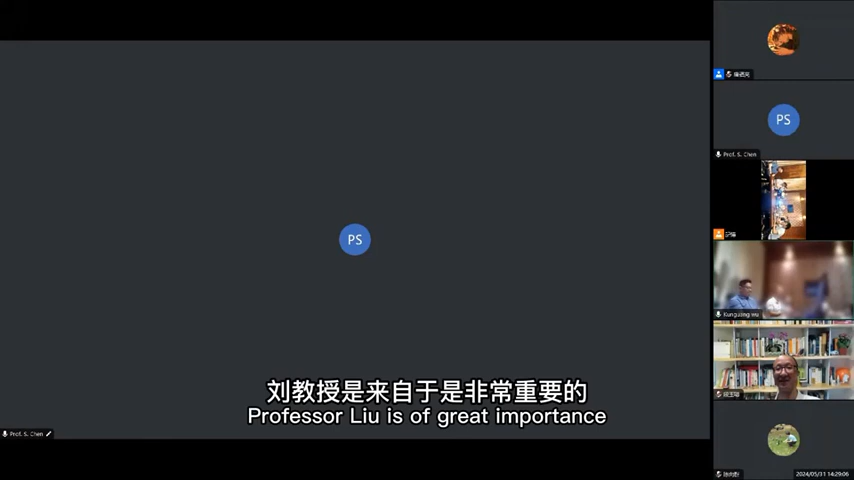 PS
Prof. S. Chen
刘教授是来自于是非常重要的
Professor Liu is of great importance
PS
Prof. S. Chen
Kungqing wu
2024/05/31 14:29:06